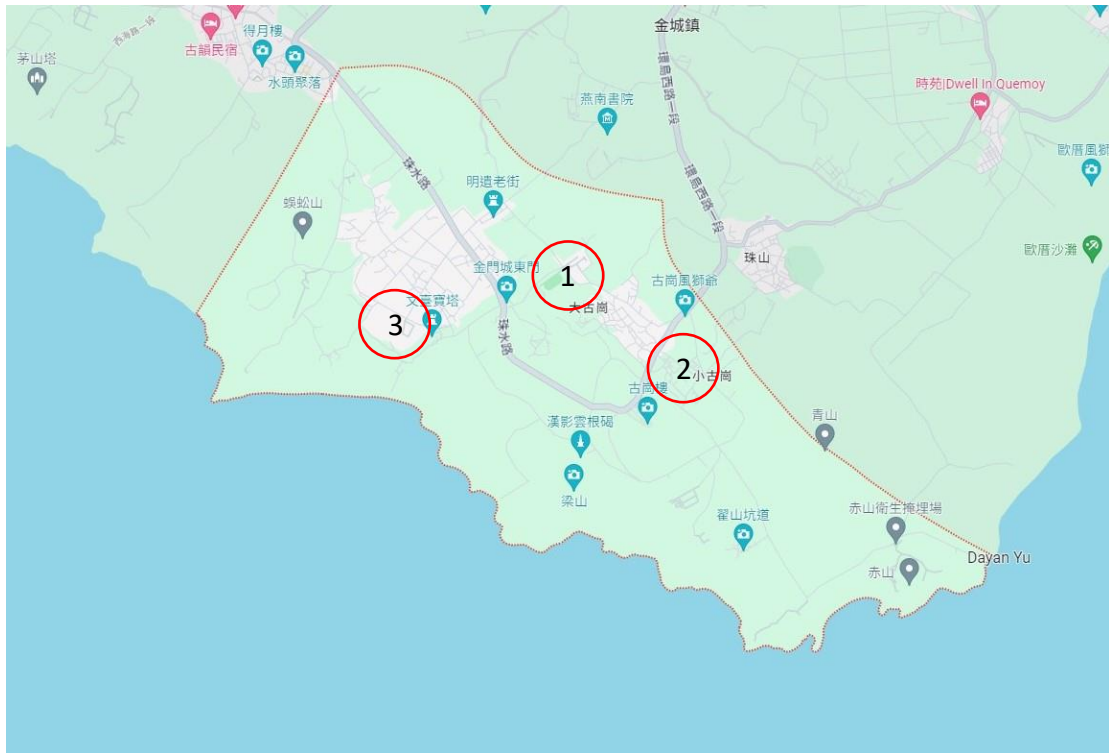 金城鎮
西海路一段
得月樓
古韻民宿
水頭聚落
茅山塔
環島西路一段
時苑|Dwell In Quemoy
燕南書院
歐厝風獅
珠水路
明遺老街
環島西路一段
蜈蚣山
珠山
歐厝沙灘
金門城東門
1
古崗風獅爺
文臺寶塔
大古崗
3
珠水路
2
小古崗
古崗樓
漢影雲根碣
青山
梁山
翟山坑道
赤山衛生掩埋場
Dayan Yu
赤山